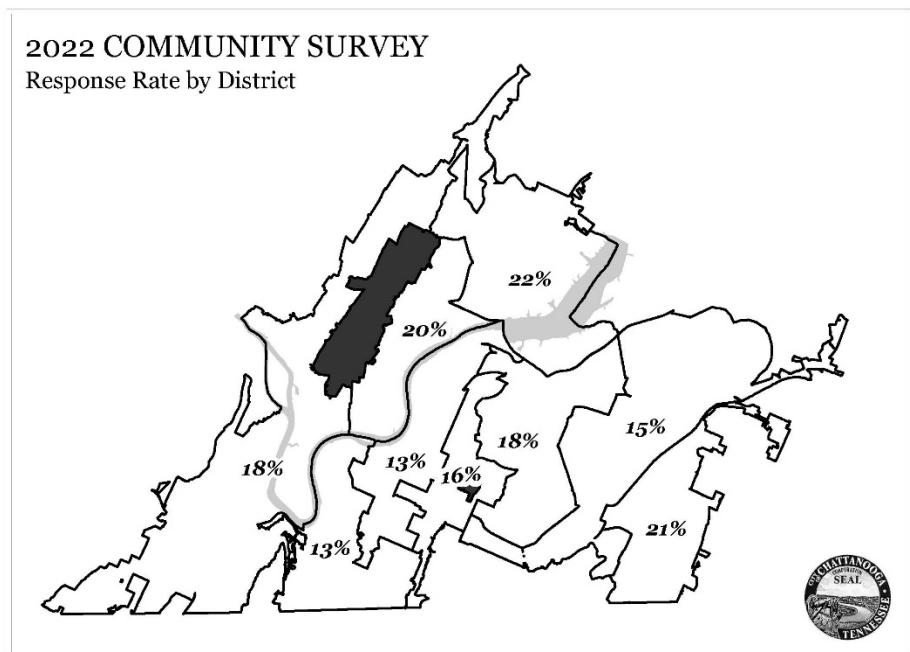 2022 COMMUNITY SURVEY
Response Rate by District
22%
20%
18%
13%
16%
18%
15%
13%
21%
CHATTANOOGA
SEAL
TENNESSEE